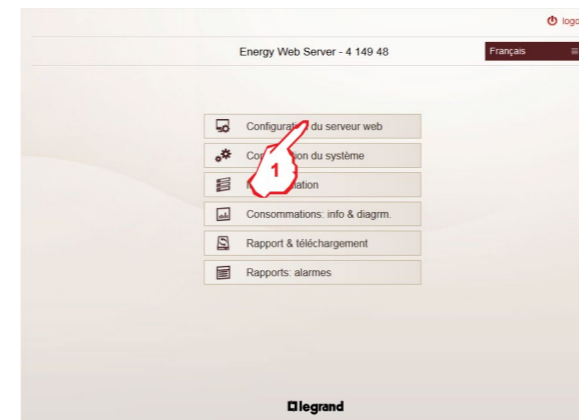 logo
Energy Web Server - 4 149 48
Français
Configuration du serveur web
du système
1
Consommations: info & diagrm.
Rapport & téléchargement
Rapports: alarmes
legrand